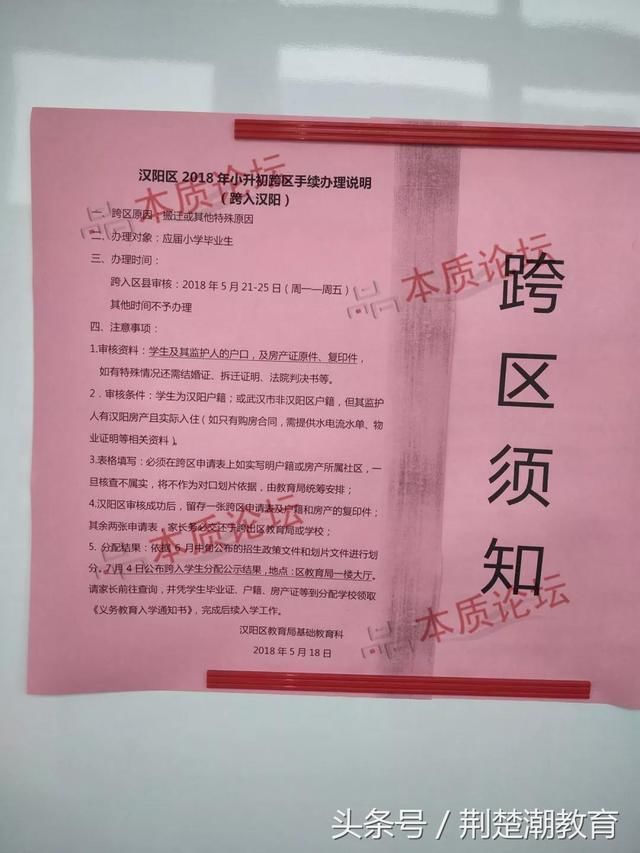 汉阳区 2018 年小升初跨区手续办理说明
（跨入汉阳）
一、跨区原因：搬迁或其他特殊原因
二、办理对象：应届小学毕业生
三、办理时间：
跨入区县审核：2018 年 5 月 21-25 日（周一—周五）
其他时间不予办理
四、注意事项：
1.审核资料：学生及其监护人的户口，及房产证原件、复印件，
如有特殊情况还需结婚证、拆迁证明、法院判决书等。
2．审核条件：学生为汉阳户籍；或武汉市非汉阳区户籍，但其监护
人有汉阳房产且实际入住（如只有购房合同，需提供水电流水单、物
业证明等相关资料）。
3.表格填写：必须在跨区申请表上如实写明户籍或房产所属社区，一
旦核查不属实，将不作为对口划片依据，由教育局统筹安排；
4.汉阳区审核成功后，留存一张跨区申请表及户籍和房产的复印件；
其余两张申请表，家长务必交还于跨出区教育局或学校；
5. 分配结果：依据 6 月中旬公布的招生政策文件和划片文件进行划
分。7 月 4 日公布跨入学生分配公示结果，地点：区教育局一楼大厅。
请家长前往查询，并凭学生毕业证、户籍、房产证等到分配学校领取
《义务教育入学通知书》，完成后续入学工作。
汉阳区教育局基础教育科
2018 年 5 月 18 日
跨区须知
本质论坛
本质论坛
本质论坛
本质论坛
头条号／荆楚潮教育